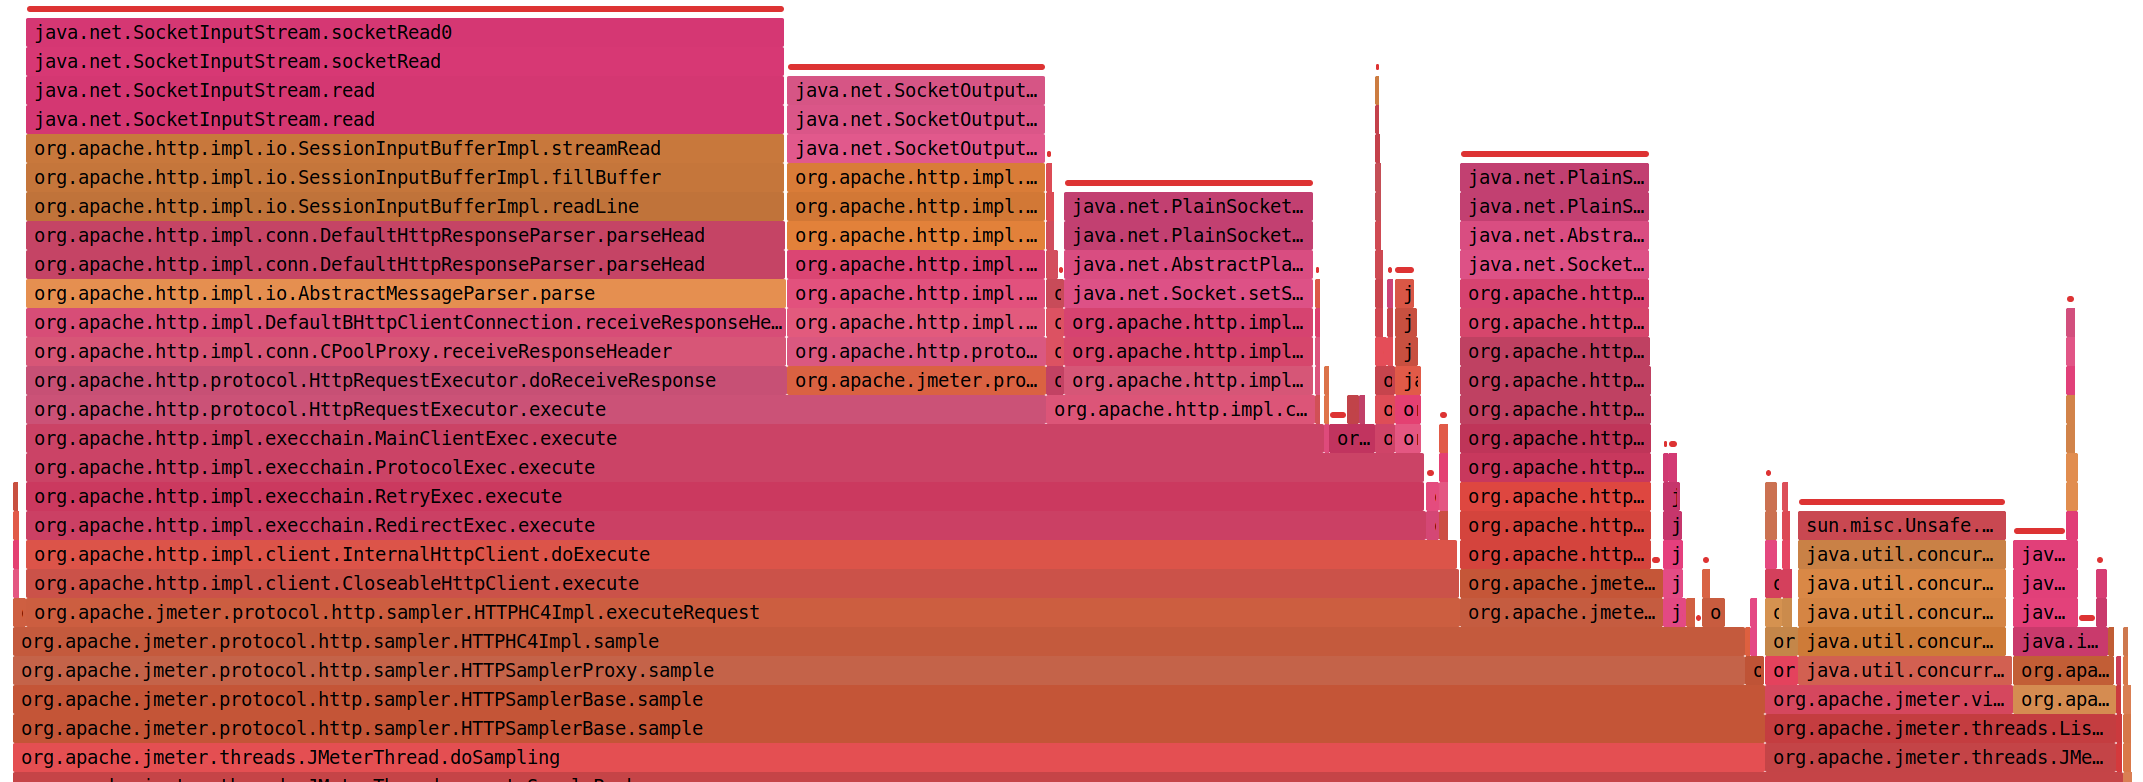 java.net.SocketInputStream.socketRead0
java.net.SocketInputStream.socketRead
java.net.SocketInputStream.read java.net.SocketOutput…
java.net.SocketInputStream.read java.net.SocketOutput…
org.apache.http.impl.io.SessionInputBufferImpl.streamRead java.net.SocketOutput…
org.apache.http.impl.io.SessionInputBufferImpl.fillBuffer org.apache.http.impl.… java.net.PlainS…
org.apache.http.impl.io.SessionInputBufferImpl.readLine org.apache.http.impl.… java.net.PlainSocket… java.net.PlainS…
org.apache.http.impl.conn.DefaultHttpResponseParser.parseHead org.apache.http.impl.… java.net.PlainSocket… java.net.Abstra…
org.apache.http.impl.conn.DefaultHttpResponseParser.parseHead org.apache.http.impl.… java.net.AbstractPla… java.net.Socket…
org.apache.http.impl.io.AbstractMessageParser.parse org.apache.http.impl.… java.net.Socket.setS… j org.apache.http…
org.apache.http.impl.DefaultBHttpClientConnection.receiveResponseHe… org.apache.http.impl.… org.apache.http.impl… j org.apache.http…
org.apache.http.impl.conn.CPoolProxy.receiveResponseHeader org.apache.http.proto… org.apache.http.impl… j org.apache.http…
org.apache.http.protocol.HttpRequestExecutor.doReceiveResponse org.apache.jmeter.pro… org.apache.http.impl… org.apache.http…
org.apache.http.protocol.HttpRequestExecutor.execute org.apache.http.impl.c… org.apache.http…
org.apache.http.impl.execchain.MainClientExec.execute or… org.apache.http…
org.apache.http.impl.execchain.ProtocolExec.execute org.apache.http…
org.apache.http.impl.execchain.RetryExec.execute org.apache.http…
org.apache.http.impl.execchain.RedirectExec.execute org.apache.http… j sun.misc.Unsafe.…
org.apache.http.impl.client.InternalHttpClient.doExecute org.apache.http… j java.util.concur… jav…
org.apache.http.impl.client.CloseableHttpClient.execute org.apache.jmete… j java.util.concur… jav…
org.apache.jmeter.protocol.http.sampler.HTTPHC4Impl.executeRequest org.apache.jmete… j o java.util.concur… jav…
org.apache.jmeter.protocol.http.sampler.HTTPHC4Impl.sample or java.util.concur… java.i…
org.apache.jmeter.protocol.http.sampler.HTTPSamplerProxy.sample or java.util.concurr… org.apa…
org.apache.jmeter.protocol.http.sampler.HTTPSamplerBase.sample org.apache.jmeter.vi… org.apa…
org.apache.jmeter.protocol.http.sampler.HTTPSamplerBase.sample org.apache.jmeter.threads.Lis…
org.apache.jmeter.threads.JMeterThread.doSampling org.apache.jmeter.threads.JMe…